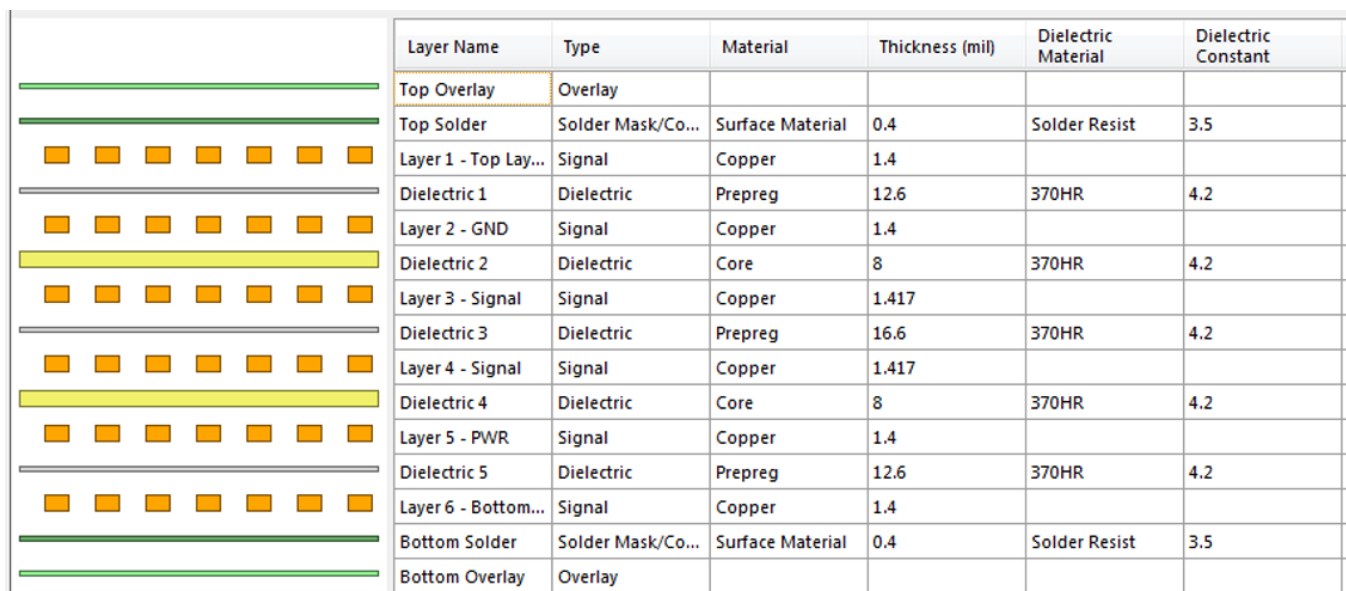 Layer Name Type Material Thickness (mil) Dielectric Material Dielectric Constant
Top Overlay Overlay
Top Solder Solder Mask/Co... Surface Material 0.4 Solder Resist 3.5
Layer 1 - Top Lay... Signal Copper 1.4
Dielectric 1 Dielectric Prepreg 12.6 370HR 4.2
Layer 2 - GND Signal Copper 1.4
Dielectric 2 Dielectric Core 8 370HR 4.2
Layer 3 - Signal Signal Copper 1.417
Dielectric 3 Dielectric Prepreg 16.6 370HR 4.2
Layer 4 - Signal Signal Copper 1.417
Dielectric 4 Dielectric Core 8 370HR 4.2
Layer 5 - PWR Signal Copper 1.4
Dielectric 5 Dielectric Prepreg 12.6 370HR 4.2
Layer 6 - Bottom... Signal Copper 1.4
Bottom Solder Solder Mask/Co... Surface Material 0.4 Solder Resist 3.5
Bottom Overlay Overlay